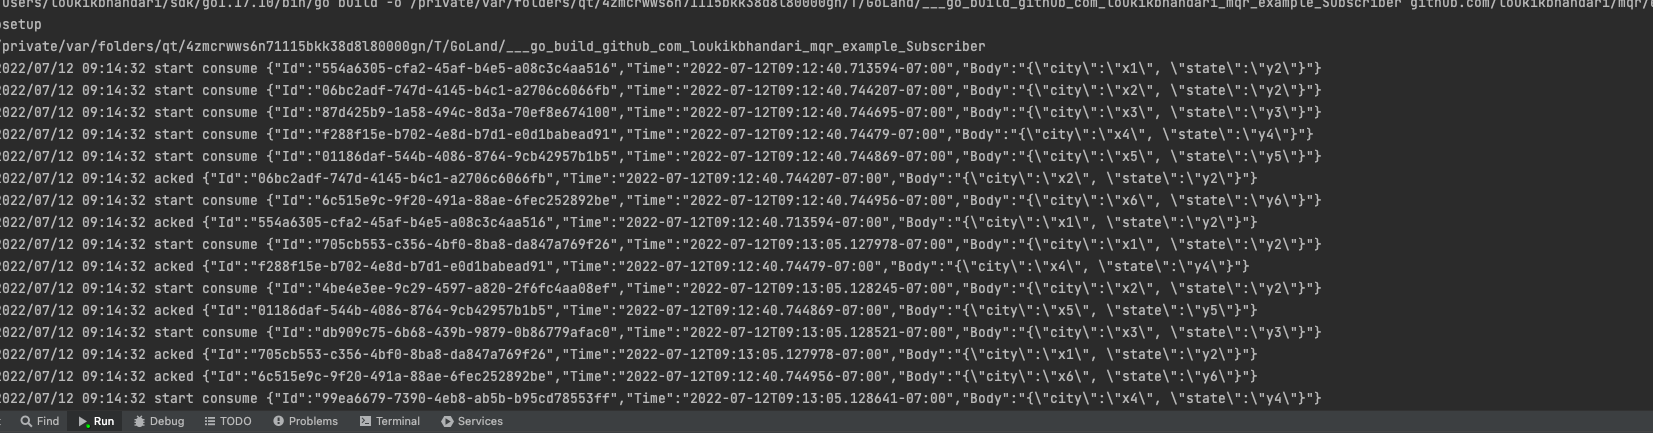 Users/loukikbhandari/sdk/go1.17.10/bin/go build -o /private/var/folders/qt/4zmcrwws6n71115bkk38d8l80000gn/T/GoLand/___go_build_github_com_loukikbhandari_mqr_example_Subscriber github.com/loukikbhandari/mqr/
setup
/private/var/folders/qt/4zmcrwws6n71115bkk38d8l80000gn/T/GoLand/___go_build_github_com_loukikbhandari_mqr_example_Subscriber
2022/07/12 09:14:32 start consume {"Id":"554a6305-cfa2-45af-b4e5-a08c3c4aa516","Time":"2022-07-12T09:12:40.713594-07:00","Body":"{\"city\":\"x1\", \"state\":\"y2\"}"}
2022/07/12 09:14:32 start consume {"Id":"06bc2adf-747d-4145-b4c1-a2706c6066fb","Time":"2022-07-12T09:12:40.744207-07:00","Body":"{\"city\":\"x2\", \"state\":\"y2\"}"}
2022/07/12 09:14:32 start consume {"Id":"87d425b9-1a58-494c-8d3a-70ef8e674100","Time":"2022-07-12T09:12:40.744695-07:00","Body":"{\"city\":\"x3\", \"state\":\"y3\"}"}
2022/07/12 09:14:32 start consume {"Id":"f288f15e-b702-4e8d-b7d1-e0d1babead91","Time":"2022-07-12T09:12:40.74479-07:00","Body":"{\"city\":\"x4\", \"state\":\"y4\"}"}
2022/07/12 09:14:32 start consume {"Id":"01186daf-544b-4086-8764-9cb42957b1b5","Time":"2022-07-12T09:12:40.744869-07:00","Body":"{\"city\":\"x5\", \"state\":\"y5\"}"}
2022/07/12 09:14:32 acked {"Id":"06bc2adf-747d-4145-b4c1-a2706c6066fb","Time":"2022-07-12T09:12:40.744207-07:00","Body":"{\"city\":\"x2\", \"state\":\"y2\"}"}
2022/07/12 09:14:32 start consume {"Id":"6c515e9c-9f20-491a-88ae-6fec252892be","Time":"2022-07-12T09:12:40.744956-07:00","Body":"{\"city\":\"x6\", \"state\":\"y6\"}"}
2022/07/12 09:14:32 acked {"Id":"554a6305-cfa2-45af-b4e5-a08c3c4aa516","Time":"2022-07-12T09:12:40.713594-07:00","Body":"{\"city\":\"x1\", \"state\":\"y2\"}"}
2022/07/12 09:14:32 start consume {"Id":"705cb553-c356-4bf0-8ba8-da847a769f26","Time":"2022-07-12T09:13:05.127978-07:00","Body":"{\"city\":\"x1\", \"state\":\"y2\"}"}
2022/07/12 09:14:32 acked {"Id":"f288f15e-b702-4e8d-b7d1-e0d1babead91","Time":"2022-07-12T09:12:40.74479-07:00","Body":"{\"city\":\"x4\", \"state\":\"y4\"}"}
2022/07/12 09:14:32 start consume {"Id":"4be4e3ee-9c29-4597-a820-2f6fc4aa08ef","Time":"2022-07-12T09:13:05.128245-07:00","Body":"{\"city\":\"x2\", \"state\":\"y2\"}"}
2022/07/12 09:14:32 acked {"Id":"01186daf-544b-4086-8764-9cb42957b1b5","Time":"2022-07-12T09:12:40.744869-07:00","Body":"{\"city\":\"x5\", \"state\":\"y5\"}"}
2022/07/12 09:14:32 start consume {"Id":"db909c75-6b68-439b-9879-0b86779afac0","Time":"2022-07-12T09:13:05.128521-07:00","Body":"{\"city\":\"x3\", \"state\":\"y3\"}"}
2022/07/12 09:14:32 acked {"Id":"705cb553-c356-4bf0-8ba8-da847a769f26","Time":"2022-07-12T09:13:05.127978-07:00","Body":"{\"city\":\"x1\", \"state\":\"y2\"}"}
2022/07/12 09:14:32 acked {"Id":"6c515e9c-9f20-491a-88ae-6fec252892be","Time":"2022-07-12T09:12:40.744956-07:00","Body":"{\"city\":\"x6\", \"state\":\"y6\"}"}
2022/07/12 09:14:32 start consume {"Id":"99ea6679-7390-4eb8-ab5b-b95cd78553ff","Time":"2022-07-12T09:13:05.128641-07:00","Body":"{\"city\":\"x4\", \"state\":\"y4\"}"}
Find Run Debug TODO Problems Terminal Services